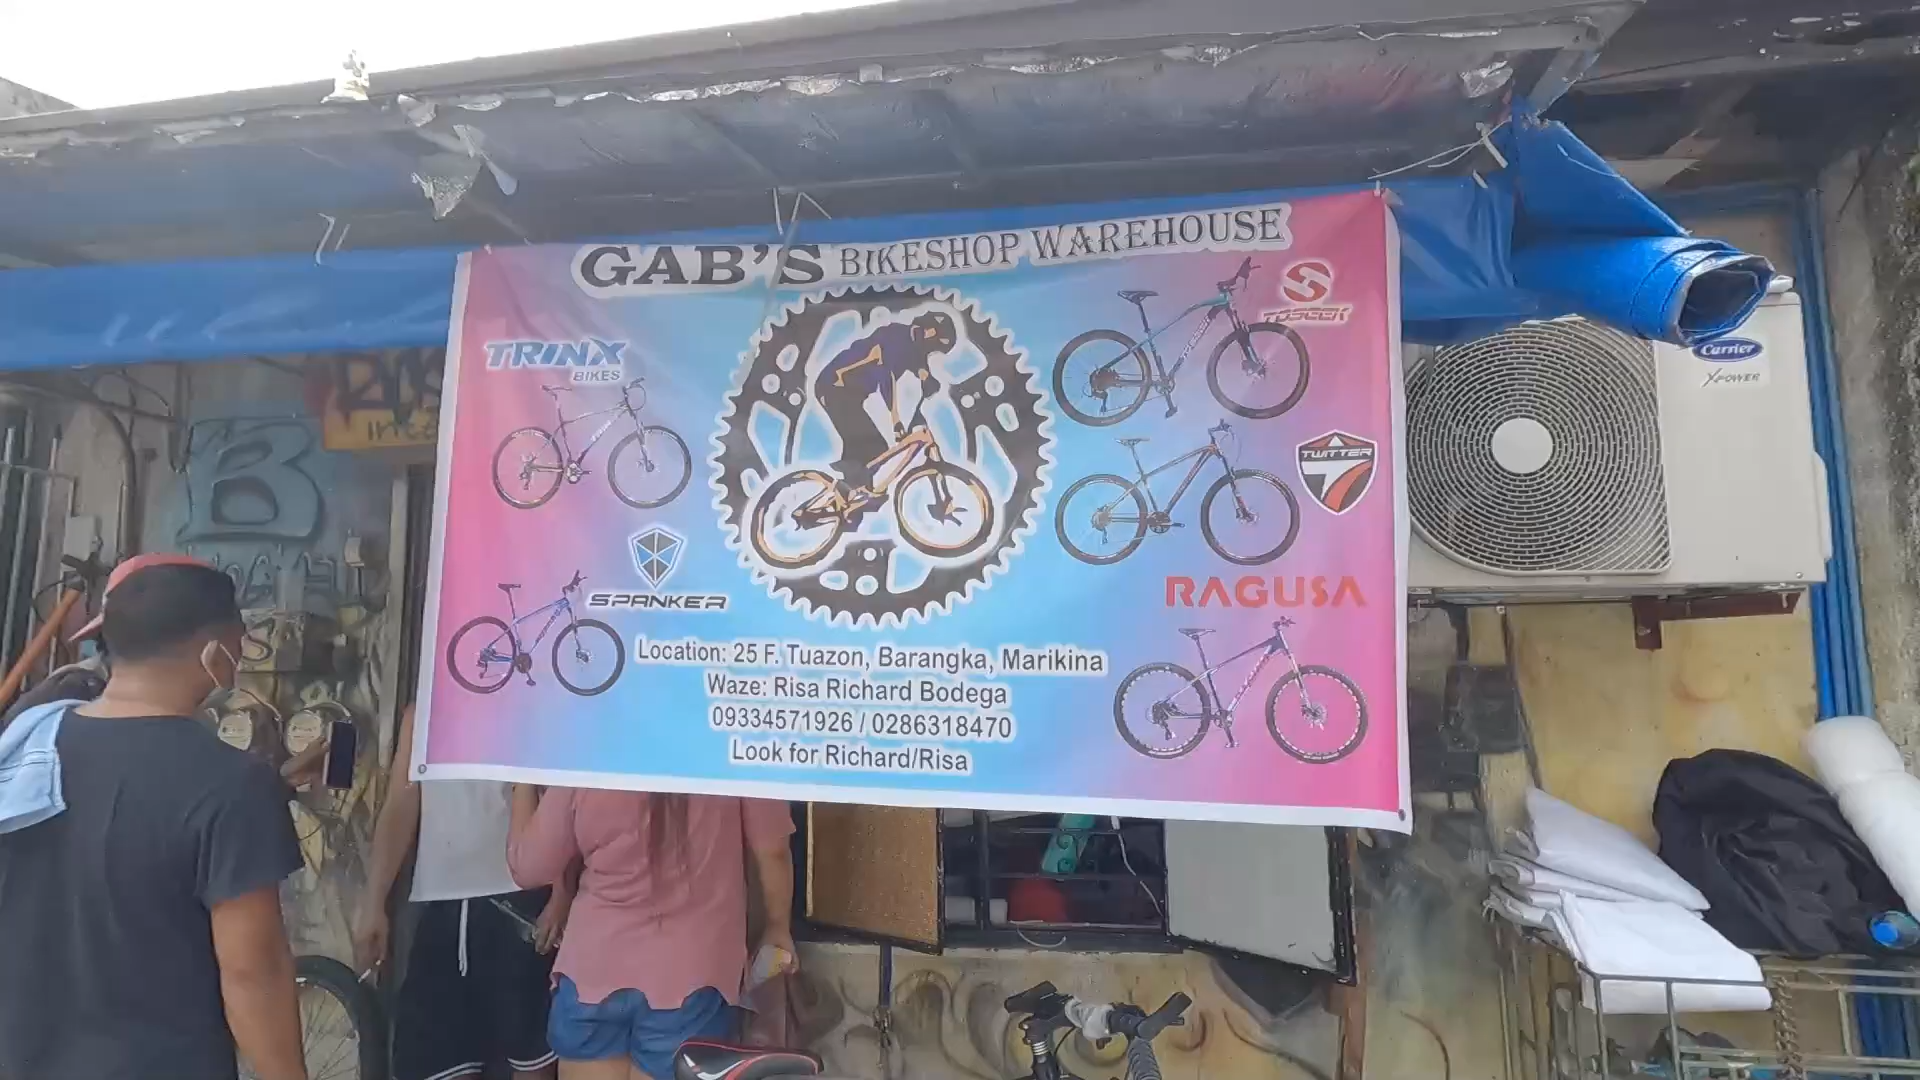 GAB'S BIKESHOP WAREHOUSE
TRINX
BIKES
TOSEEK
TWITTER
SPANKER
RAGUSA
Location: 25 F. Tuazon, Barangka, Marikina
Waze: Risa Richard Bodega
09334571926 / 0286318470
Look for Richard/Risa
Carrier
XPOWER
B